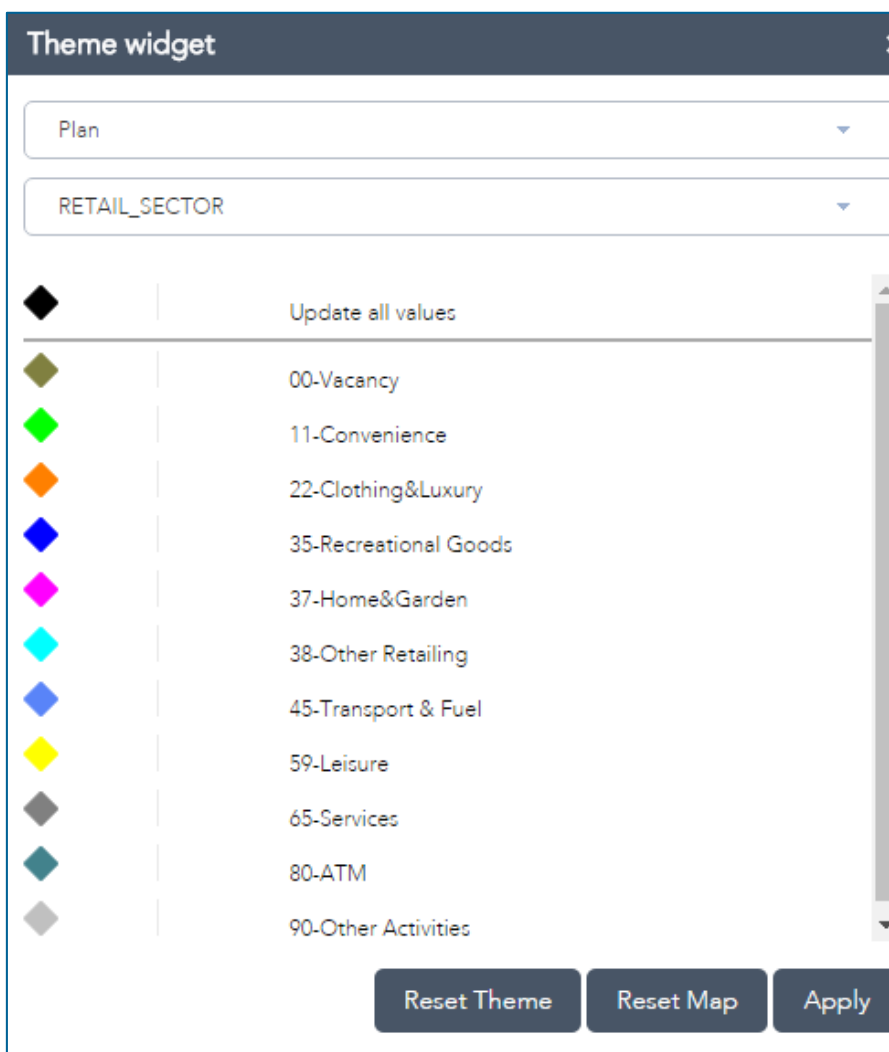 Theme widget
Plan
RETAIL_SECTOR
Update all values
00-Vacancy
11-Convenience
22-Clothing&Luxury
35-Recreational Goods
37-Home&Garden
38-Other Retailing
45-Transport & Fuel
59-Leisure
65-Services
80-ATM
90-Other Activities
Reset Theme Reset Map Apply